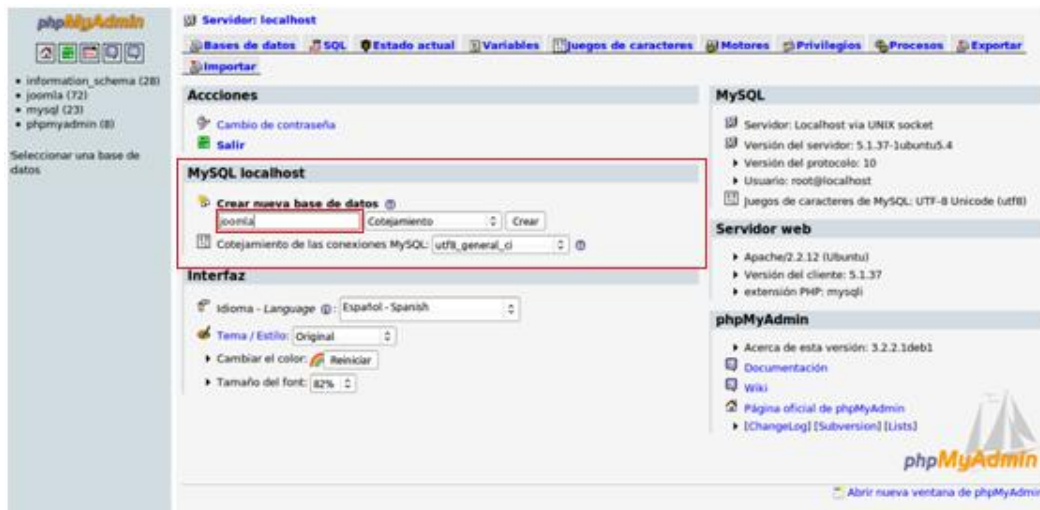 phpMyAdmin
information_schema (28)
joomla (72)
mysql (23)
phpmyadmin (8)
Seleccionar una base de
datos
Servidor: localhost
Bases de datos SQL Estado actual Variables Juegos de caracteres Motores Privilegios Procesos Exportar
Importar
Accciones
Cambio de contraseña
Salir
MySQL localhost
Crear nueva base de datos
joomla Cotejamiento Crear
Cotejamiento de las conexiones MySQL: utf8_general_ci
Interfaz
Idioma - Language : Español - Spanish
Tema / Estilo: Original
Cambiar el color: Reiniciar
Tamaño del font: 82%
MySQL
Servidor: Localhost via UNIX socket
Versión del servidor: 5.1.37-1ubuntu5.4
Versión del protocolo: 10
Usuario: root@localhost
Juegos de caracteres de MySQL: UTF-8 Unicode (utf8)
Servidor web
Apache/2.2.12 (Ubuntu)
Versión del cliente: 5.1.37
extensión PHP: mysqli
phpMyAdmin
Acerca de esta versión: 3.2.2.1deb1
Documentación
Wiki
Página oficial de phpMyAdmin
[ChangeLog] [Subversion] [Lists]
phpMyAdmin
Abrir nueva ventana de phpMyAdmin